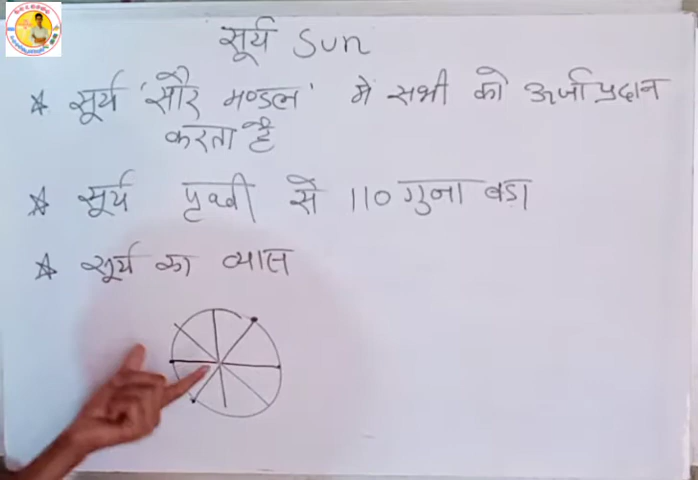 सूर्य Sun
* सूर्य 'सौर मण्डल' में सभी को ऊर्जा प्रदान
करता है
* सूर्य पृथ्वी से 110 गुना बडा
* सूर्य का व्यास